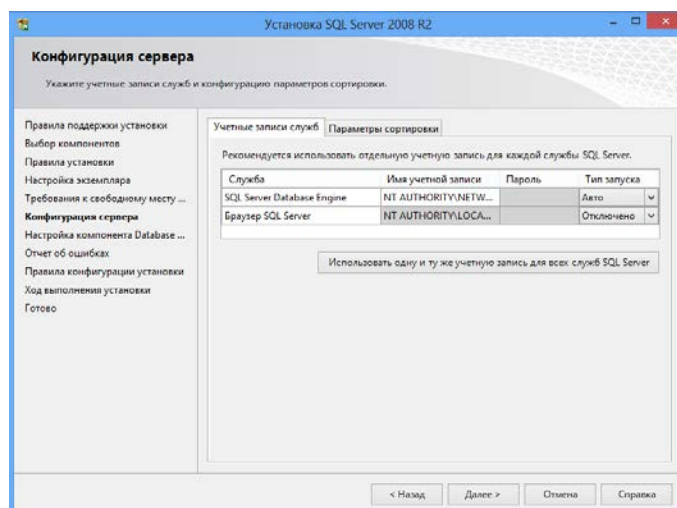 Установка SQL Server 2008 R2
Конфигурация сервера
Укажите учетные записи служб и конфигурацию параметров сортировки.
Правила поддержки установки
Выбор компонентов
Правила установки
Настройка экземпляра
Требования к свободному месту ...
Конфигурация сервера
Настройка компонента Database ...
Отчет об ошибках
Правила конфигурации установки
Ход выполнения установки
Готово
Учетные записи служб Параметры сортировки
Рекомендуется использовать отдельную учетную запись для каждой службы SQL Server.
Служба Имя учетной записи Пароль Тип запуска
SQL Server Database Engine NT AUTHORITY\NETW... Авто
Браузер SQL Server NT AUTHORITY\LOCA... Отключено
Использовать одну и ту же учетную запись для всех служб SQL Server
< Назад Далее > Отмена Справка